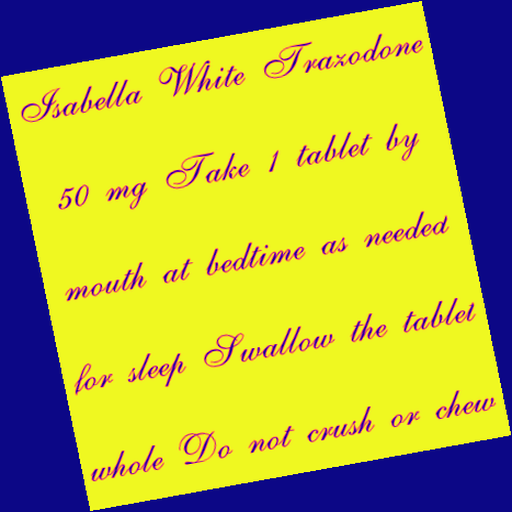 Isabella White Trazodone
50 mg Take 1 tablet by
mouth at bedtime as needed
for sleep Swallow the tablet
whole Do not crush or chew